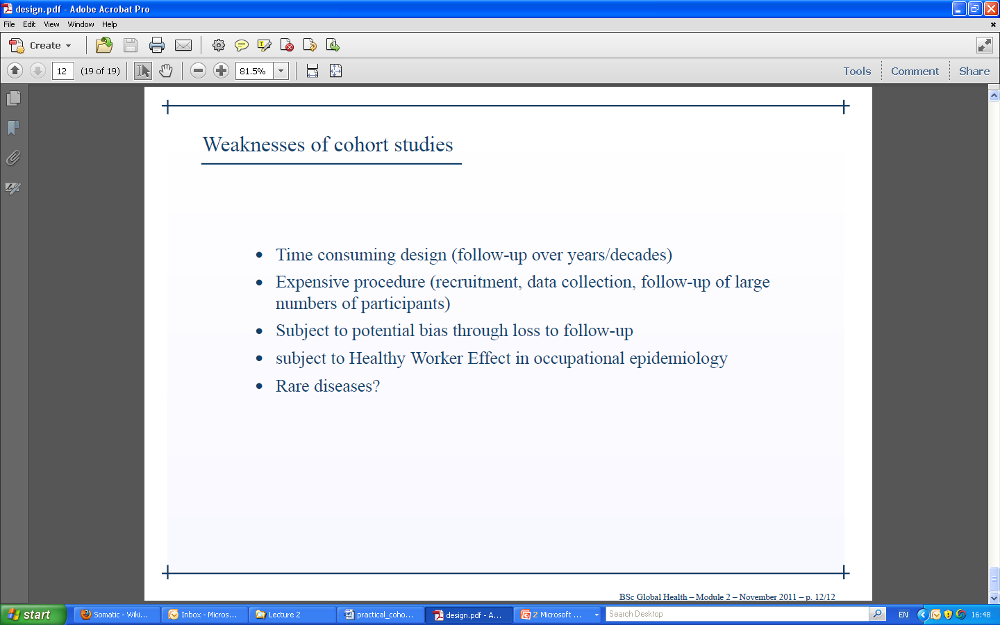 design.pdf - Adobe Acrobat Pro
File Edit View Window Help
Create
12 (19 of 19) 81.5% Tools Comment Share
Weaknesses of cohort studies
• Time consuming design (follow-up over years/decades)
• Expensive procedure (recruitment, data collection, follow-up of large
numbers of participants)
• Subject to potential bias through loss to follow-up
• subject to Healthy Worker Effect in occupational epidemiology
• Rare diseases?
BSc Global Health – Module 2 – November 2011 – p. 12/12
start Somatic - Wiki... Inbox - Micros... Lecture 2 practical_coho... design.pdf - A... 2 Microsoft ... Search Desktop EN 16:48